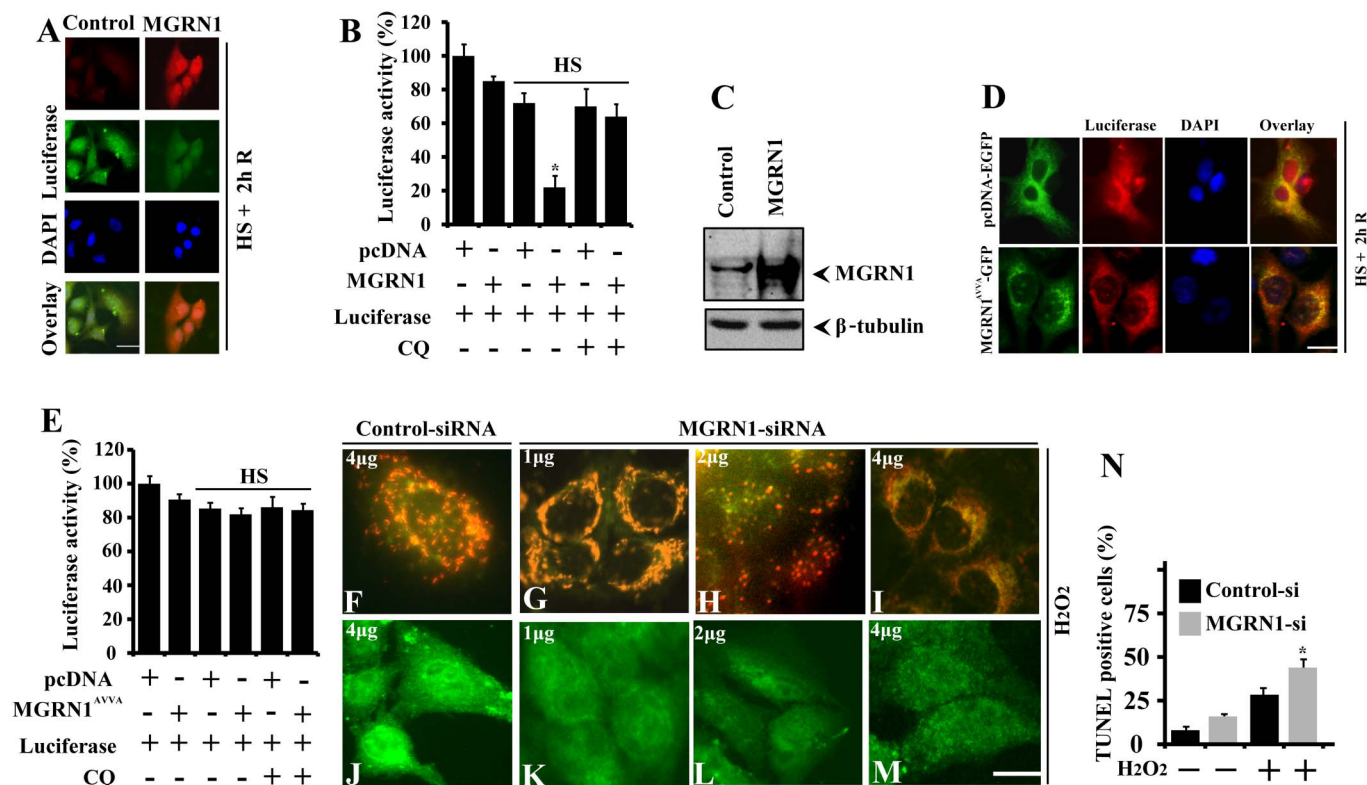 A
Control MGRN1
Luciferase
DAPI
Overlay
HS + 2h R
B
Luciferase activity (%)
120
100
80
60
40
20
0
HS
*
pcDNA + - + - + -
MGRN1 - + - + - +
Luciferase + + + + + +
CQ - - - - + +
C
Control
MGRN1
MGRN1
β-tubulin
D
Luciferase DAPI Overlay
pcDNA-EGFP
MGRN1AVVA-GFP
HS + 2h R
E
Luciferase activity (%)
120
100
80
60
40
20
0
HS
pcDNA + - + - + -
MGRN1AVVA - + - + - +
Luciferase + + + + + +
CQ - - - - + +
Control-siRNA MGRN1-siRNA
4µg 1µg 2µg 4µg
F G H I
4µg 1µg 2µg 4µg
J K L M
H2O2
N
TUNEL positive cells (%)
75
50
25
0
Control-si
MGRN1-si
*
H2O2 — — + +